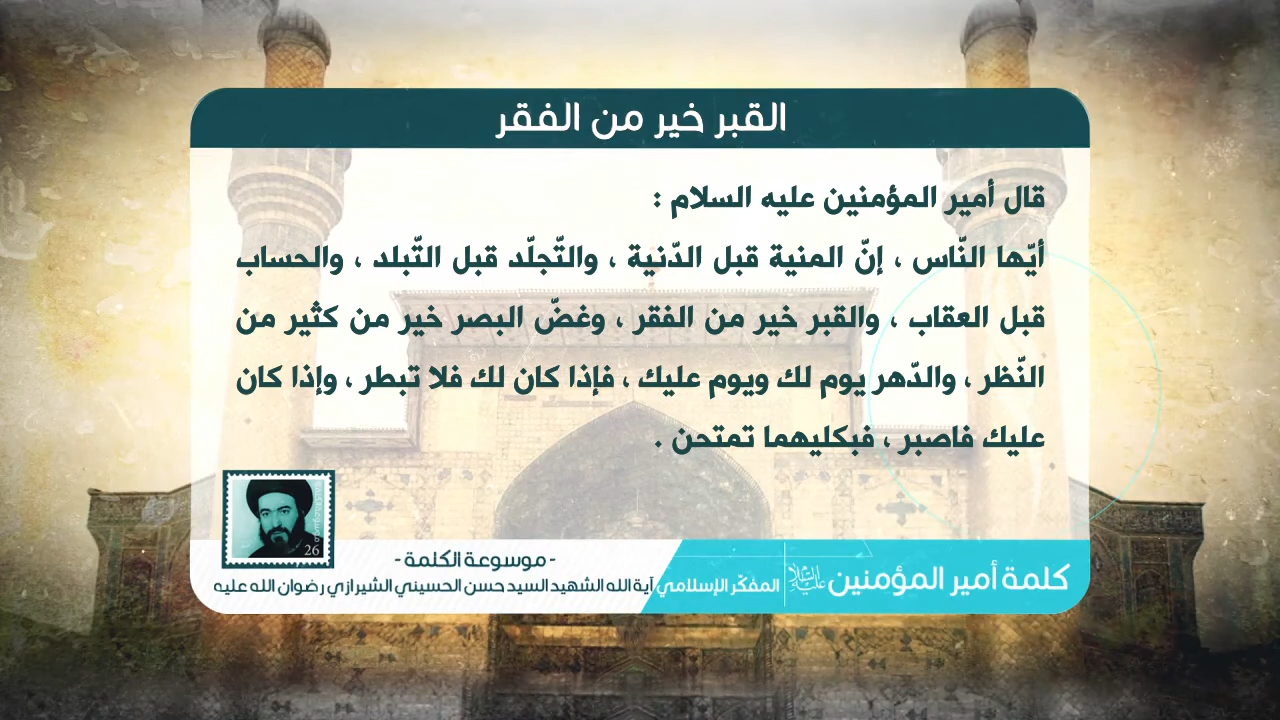 القبر خير من الفقر
قال أمير المؤمنين عليه السلام :
أيّها النّاس ، إنّ المنية قبل الدّنية ، والتّجلّد قبل التّبلد ، والحساب
قبل العقاب ، والقبر خير من الفقر ، وغضّ البصر خير من كثير من
النّظر ، والدّهر يوم لك ويوم عليك ، فإذا كان لك فلا تبطر ، وإذا كان
عليك فاصبر ، فبكليهما تمتحن .
26
كلمة أمير المؤمنين عليه السلام
- موسوعة الكلمة -
المفكّر الإسلامي آية الله الشهيد السيد حسن الحسيني الشيرازي رضوان الله عليه